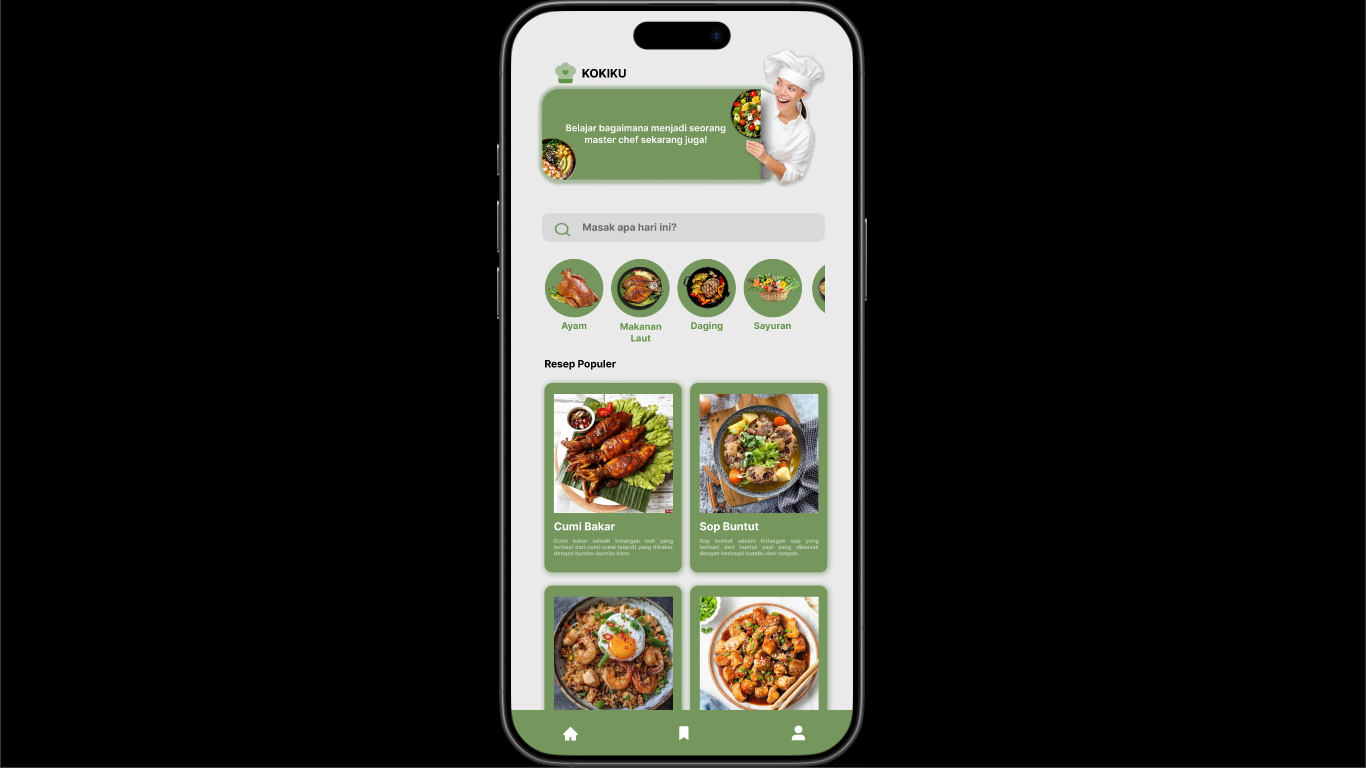 KOKIKU
Belajar bagaimana menjadi seorang
master chef sekarang juga!
Masak apa hari ini?
Ayam
Makanan
Laut
Daging
Sayuran
Resep Populer
Cumi Bakar
Cumi bakar adalah hidangan laut yang
terbuat dari cumi-cumi (squid) yang dibakar
dengan bumbu-bumbu khas.
Sop Buntut
Sop buntut adalah hidangan sup yang
terbuat dari buntut sapi yang dimasak
dengan berbagai bumbu dan rempah.